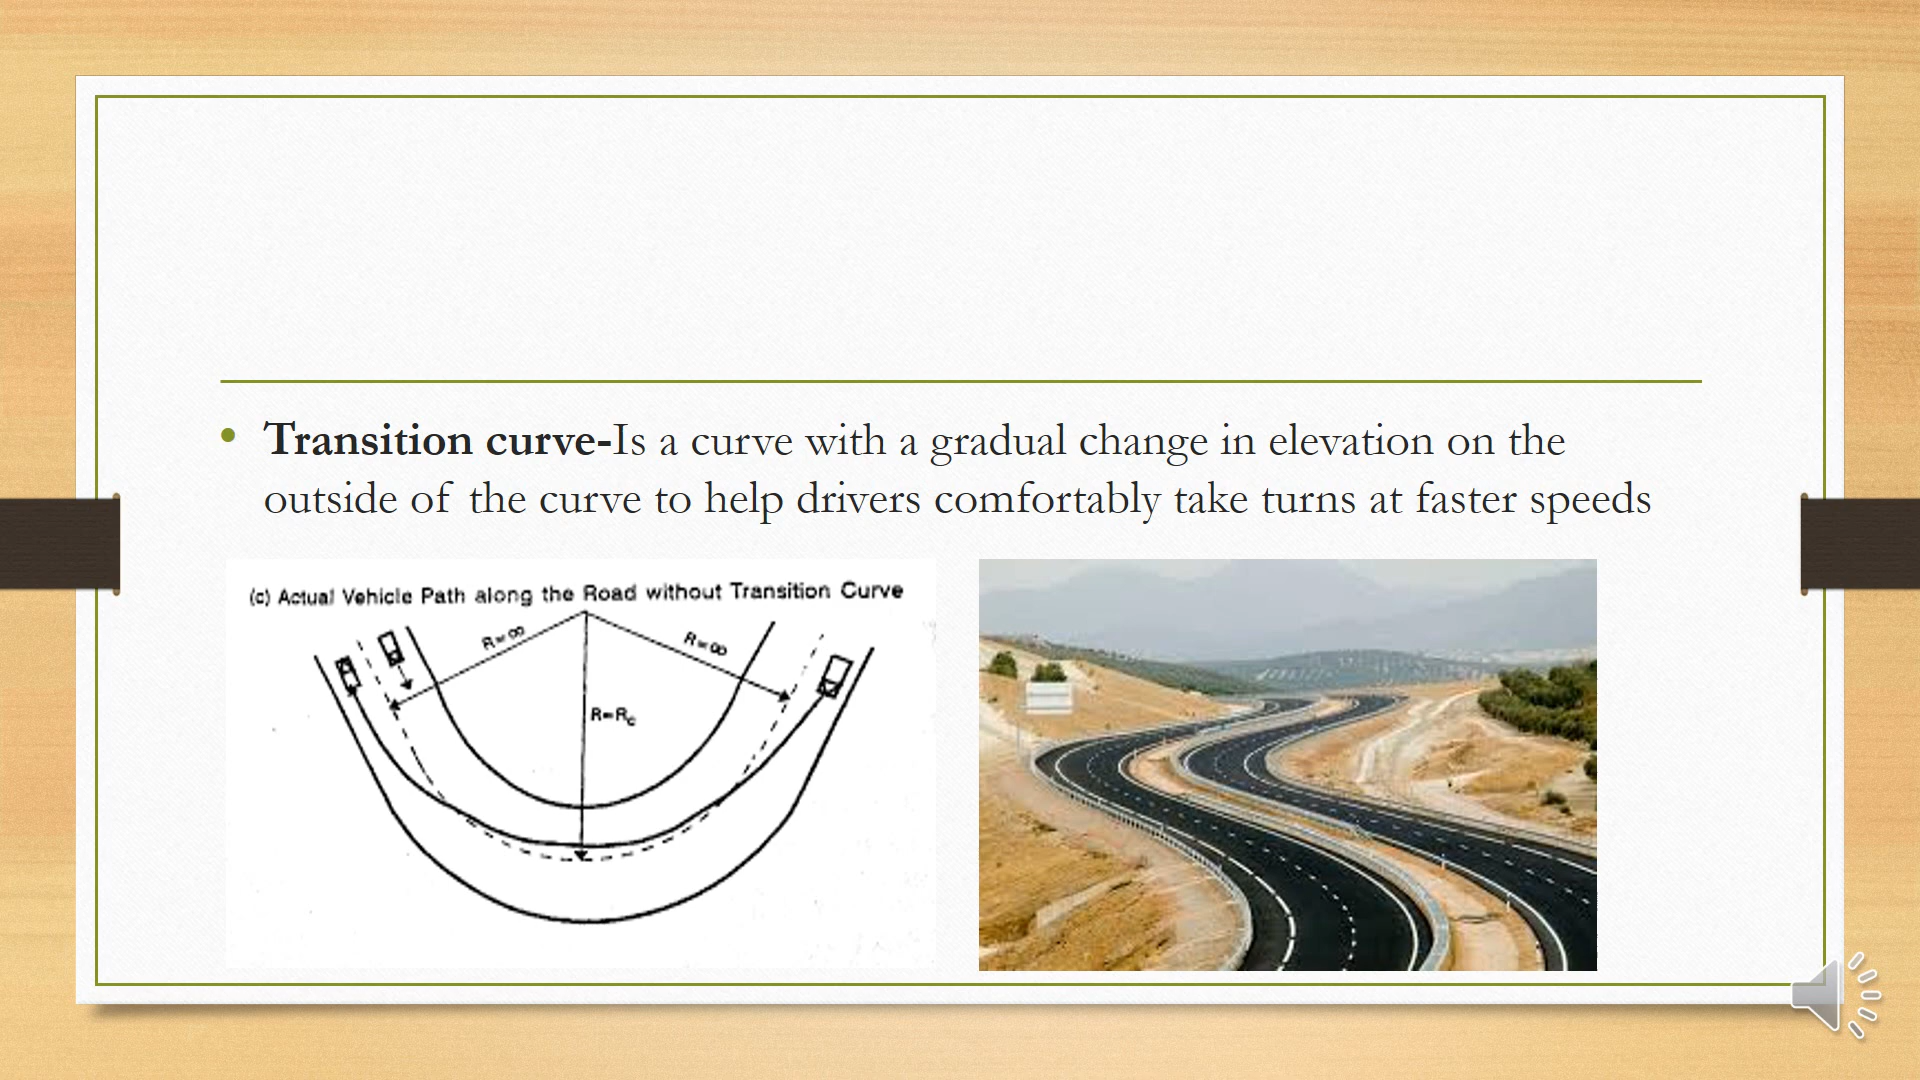 Transition curve-Is a curve with a gradual change in elevation on the
outside of the curve to help drivers comfortably take turns at faster speeds
(c) Actual Vehicle Path along the Road without Transition Curve
R=∞
R=∞
R=Rc